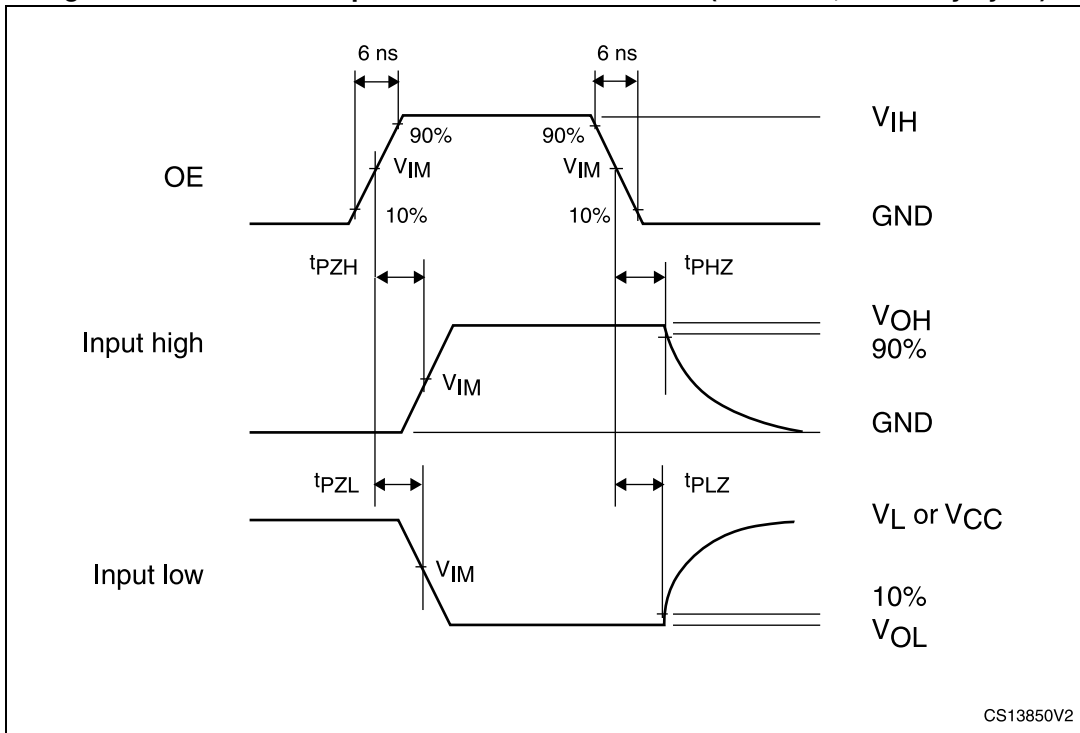 6 ns
6 ns
VIH
90%
90%
OE
VIM
VIM
10%
10%
GND
tPZH
tPHZ
VOH
Input high
90%
VIM
GND
tPZL
tPLZ
VL or VCC
Input low
VIM
10%
VOL
CS13850V2